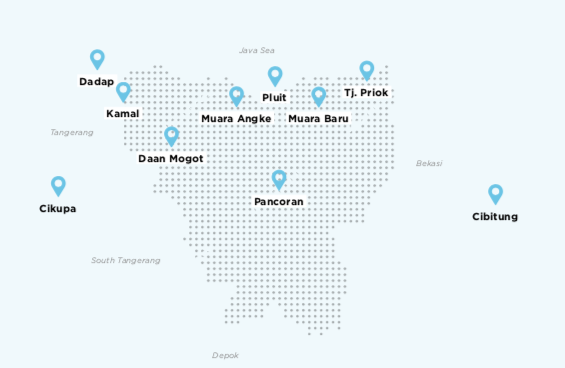 Java Sea
Dadap
Tj. Priok
Pluit
Kamal
Muara Angke
Muara Baru
Tangerang
Daan Mogot
Bekasi
Pancoran
Cikupa
Cibitung
South Tangerang
Depok